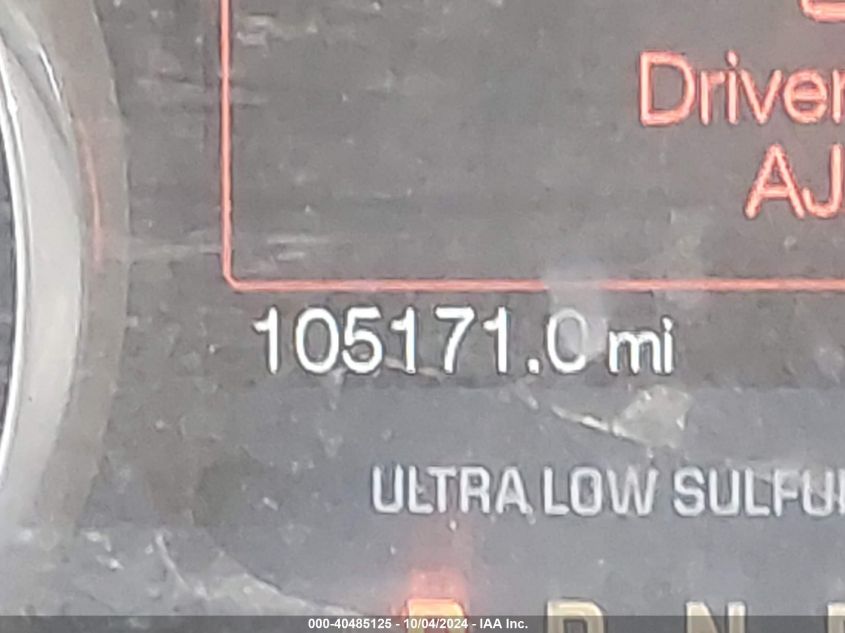 Driver
AJ
105171.0 mi
ULTRA LOW SULFU
P R N
000-40485125 - 10/04/2024 - IAA Inc.